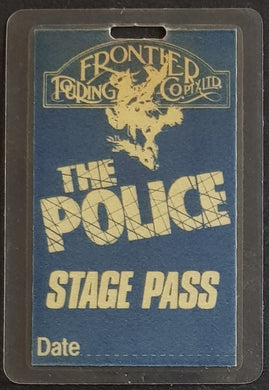 FRONTIER
TOURING CO PTY. LTD.
THE
POLICE
STAGE PASS
Date